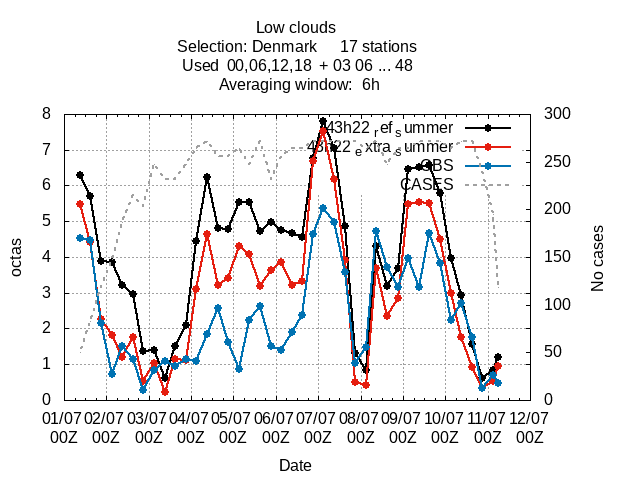 Low clouds
Selection: Denmark 17 stations
Used 00,06,12,18 + 03 06 ... 48
Averaging window: 6h
octas
8
7
6
5
4
3
2
1
0
43h22 refsummer
43h22 extrasummer
OBS
CASES
300
250
200
150
100
50
0
No cases
01/07 02/07 03/07 04/07 05/07 06/07 07/07 08/07 09/07 10/07 11/07 12/07
00Z 00Z 00Z 00Z 00Z 00Z 00Z 00Z 00Z 00Z 00Z 00Z
Date